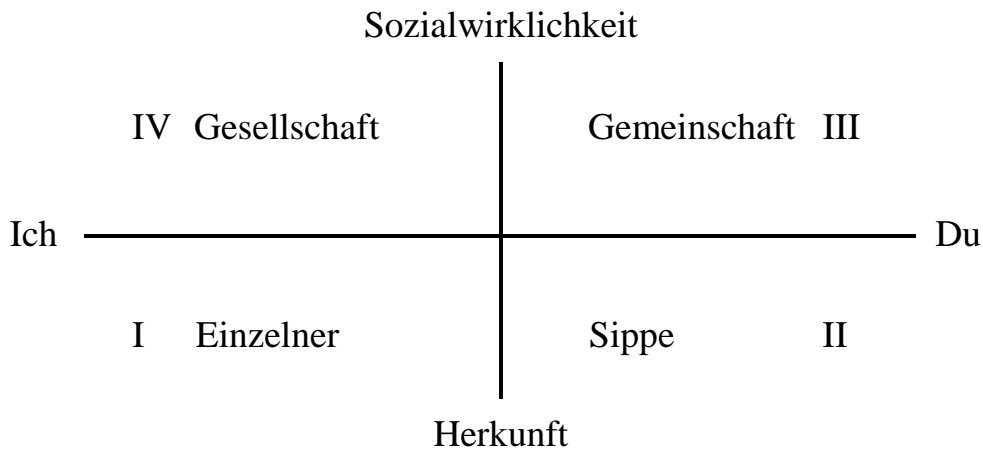 Sozialwirklichkeit
IV Gesellschaft Gemeinschaft III
Ich Du
I Einzelner Sippe II
Herkunft